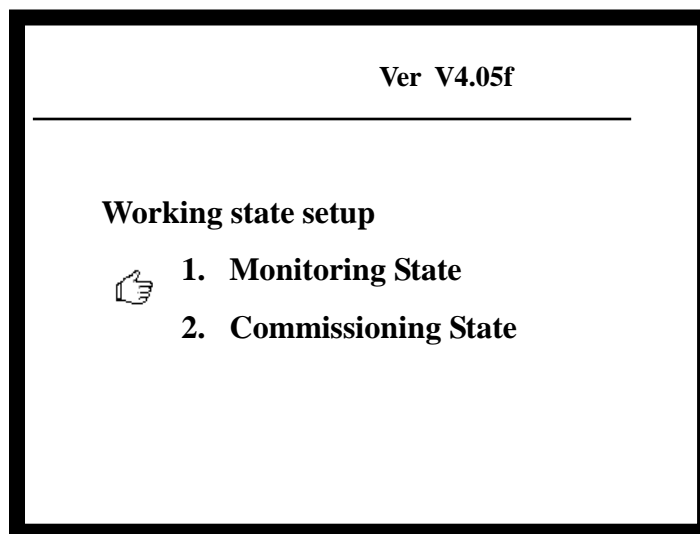 Ver V4.05f
Working state setup
1. Monitoring State
2. Commissioning State